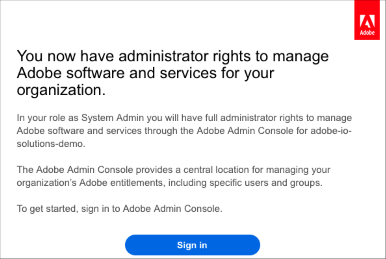 Adobe
You now have administrator rights to manage
Adobe software and services for your
organization.
In your role as System Admin you will have full administrator rights to manage
Adobe software and services through the Adobe Admin Console for adobe-io-
solutions-demo.
The Adobe Admin Console provides a central location for managing your
organization's Adobe entitlements, including specific users and groups.
To get started, sign in to Adobe Admin Console.
Sign in